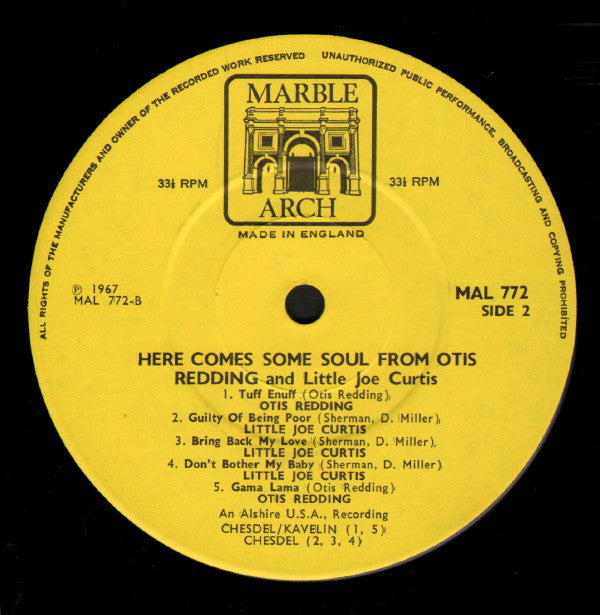 ALL RIGHTS OF THE MANUFACTURERS AND OWNER OF THE RECORDED WORK RESERVED UNAUTHORIZED PUBLIC PERFORMANCE, BROADCASTING AND COPYING PROHIBITED
MARBLE
ARCH
33⅓ RPM 33⅓ RPM
MADE IN ENGLAND
℗ 1967
MAL 772-B
MAL 772
SIDE 2
HERE COMES SOME SOUL FROM OTIS
REDDING and Little Joe Curtis
1. Tuff Enuff (Otis Redding),
OTIS REDDING
2. Guilty Of Being Poor (Sherman, D. Miller),
LITTLE JOE CURTIS
3. Bring Back My Love (Sherman, D. Miller),
LITTLE JOE CURTIS
4. Don't Bother My Baby (Sherman, D. Miller)
LITTLE JOE CURTIS
5. Gama Lama (Otis Redding)
OTIS REDDING
An Alshire U.S.A., Recording
CHESDEL/KAVELIN (1, 5)
CHESDEL (2, 3, 4)